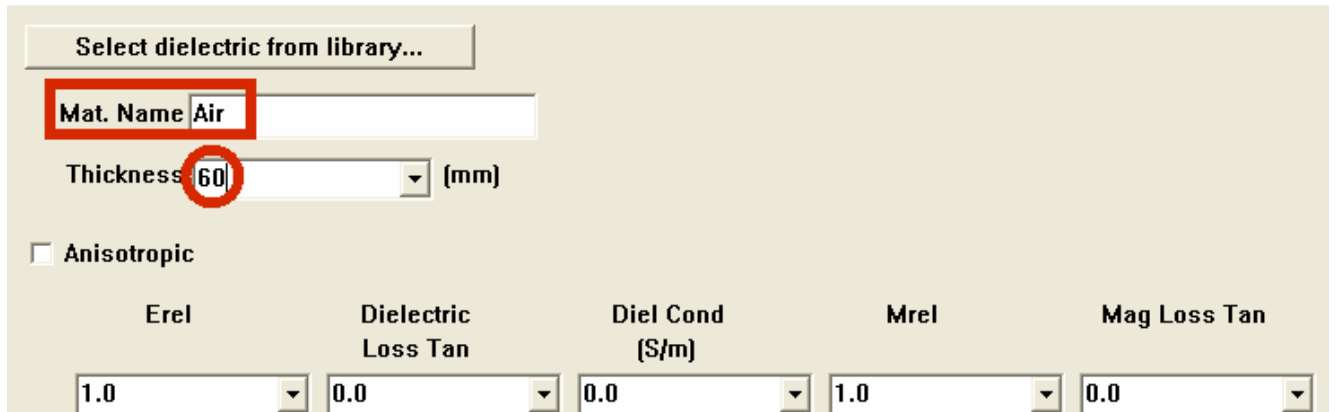 Select dielectric from library...
Mat. Name Air
Thickness 60 (mm)
Anisotropic
Erel Dielectric Loss Tan Diel Cond (S/m) Mrel Mag Loss Tan
1.0 0.0 0.0 1.0 0.0